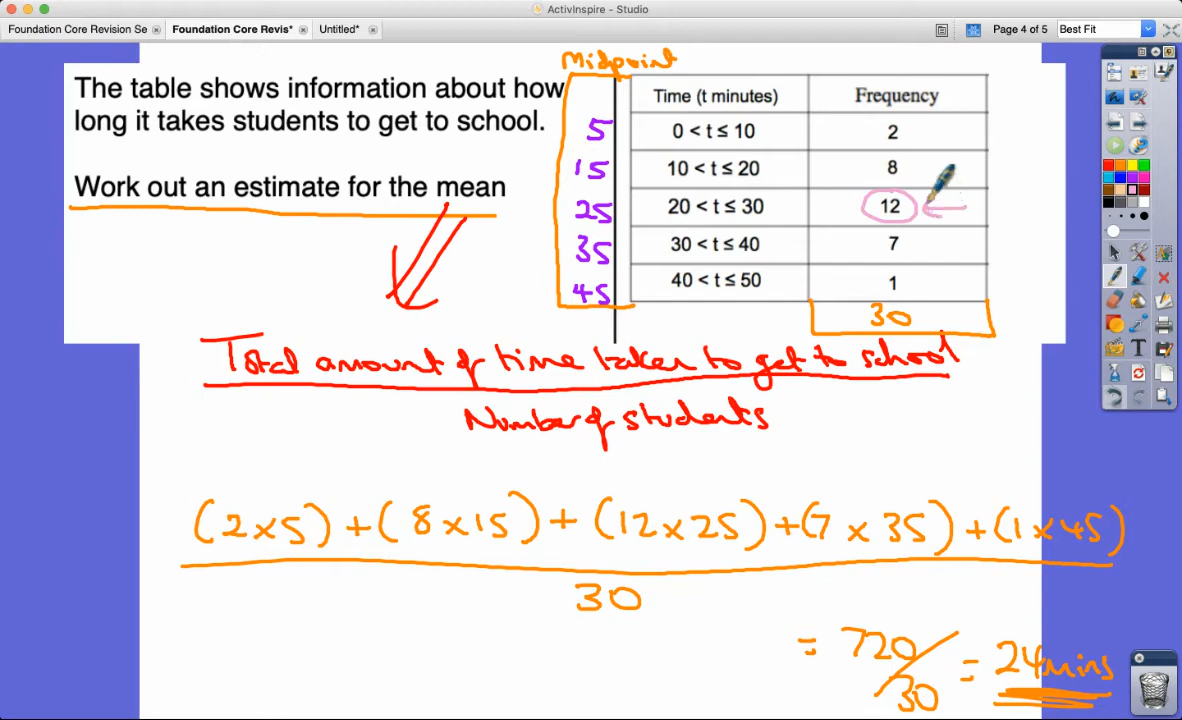 ActivInspire - Studio
Foundation Core Revision Se
Foundation Core Revis*
Untitled*
Page 4 of 5
Best Fit
The table shows information about how
long it takes students to get to school.
Work out an estimate for the mean
Midpoint
Time (t minutes) Frequency
5 0 < t ≤ 10 2
15 10 < t ≤ 20 8
25 20 < t ≤ 30 12
35 30 < t ≤ 40 7
45 40 < t ≤ 50 1
30
Total amount of time taken to get to school
Number of students
(2×5) + (8×15) + (12×25) + (7×35) + (1×45)
30
= 720/30 = 24mins